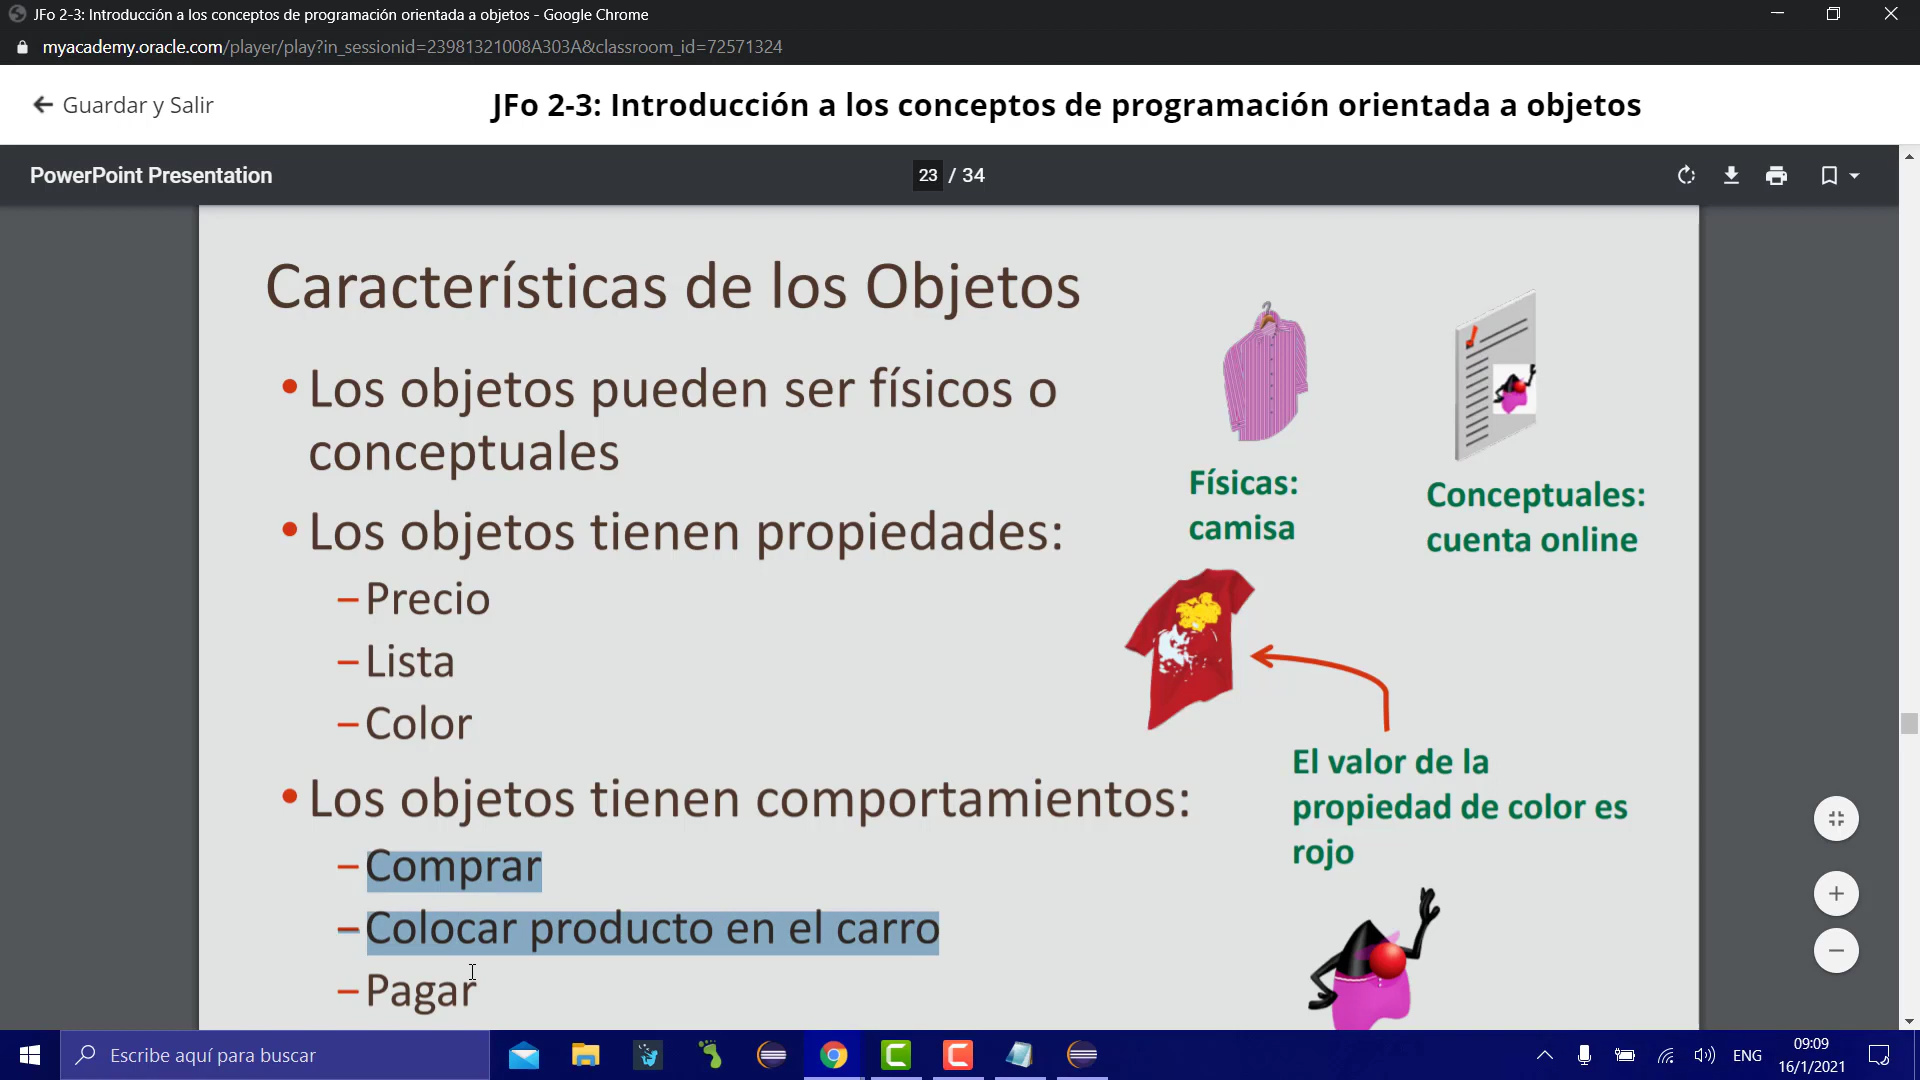 JFo 2-3: Introducción a los conceptos de programación orientada a objetos - Google Chrome
myacademy.oracle.com/player/play?in_sessionid=23981321008A303A&classroom_id=72571324
Guardar y Salir
JFo 2-3: Introducción a los conceptos de programación orientada a objetos
PowerPoint Presentation
23 / 34
Características de los Objetos
•Los objetos pueden ser físicos o
conceptuales
•Los objetos tienen propiedades:
–Precio
–Lista
–Color
•Los objetos tienen comportamientos:
–Comprar
–Colocar producto en el carro
–Pagar
Físicas:
camisa
Conceptuales:
cuenta online
El valor de la
propiedad de color es
rojo
Escribe aquí para buscar
ENG
09:09
16/1/2021